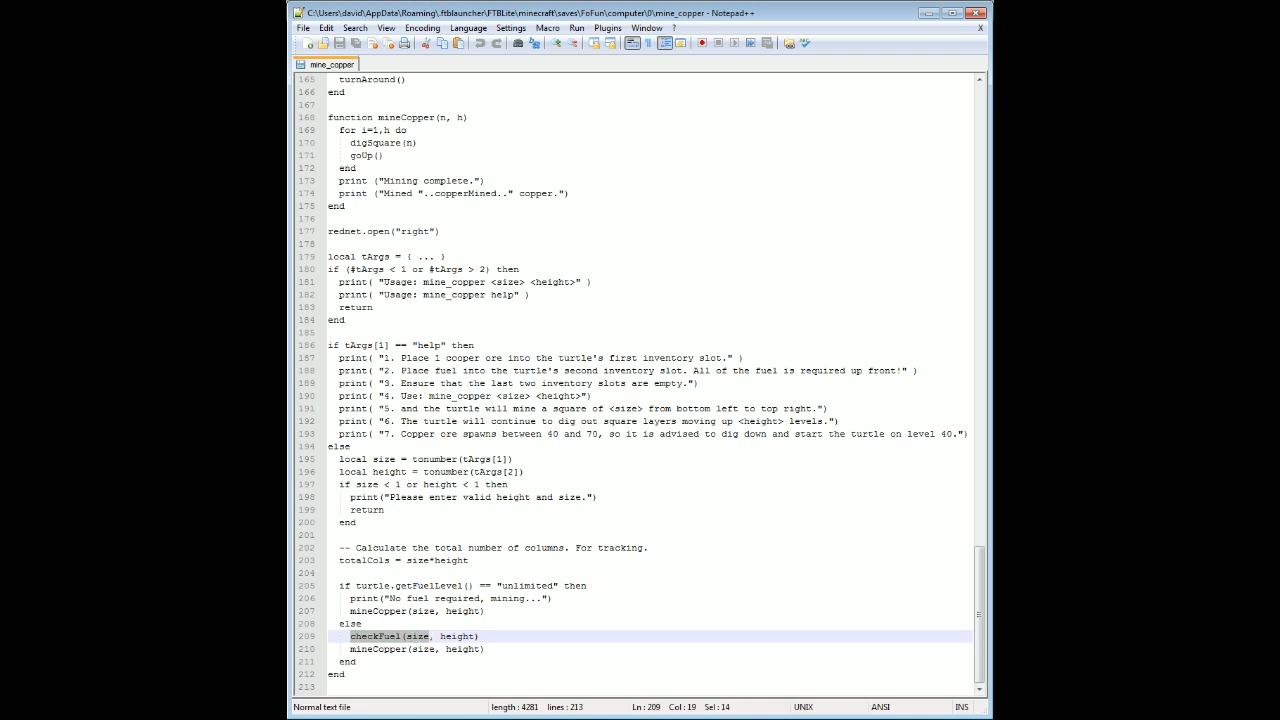 C:\Users\david\AppData\Roaming\.ftblauncher\FTBLite\minecraft\saves\FoFun\computer\0\mine_copper - Notepad++
File Edit Search View Encoding Language Settings Macro Run Plugins Window ? X
mine_copper
165 turnAround()
166 end
167
168 function mineCopper(n, h)
169 for i=1,h do
170 digSquare(n)
171 goUp()
172 end
173 print ("Mining complete.")
174 print ("Mined "..copperMined.." copper.")
175 end
176
177 rednet.open("right")
178
179 local tArgs = { ... }
180 if (#tArgs < 1 or #tArgs > 2) then
181 print( "Usage: mine_copper <size> <height>" )
182 print( "Usage: mine_copper help" )
183 return
184 end
185
186 if tArgs[1] == "help" then
187 print( "1. Place 1 cooper ore into the turtle's first inventory slot." )
188 print( "2. Place fuel into the turtle's second inventory slot. All of the fuel is required up front!" )
189 print( "3. Ensure that the last two inventory slots are empty.")
190 print( "4. Use: mine_copper <size> <height>")
191 print( "5. and the turtle will mine a square of <size> from bottom left to top right.")
192 print( "6. The turtle will continue to dig out square layers moving up <height> levels.")
193 print( "7. Copper ore spawns between 40 and 70, so it is advised to dig down and start the turtle on level 40.")
194 else
195 local size = tonumber(tArgs[1])
196 local height = tonumber(tArgs[2])
197 if size < 1 or height < 1 then
198 print("Please enter valid height and size.")
199 return
200 end
201
202 -- Calculate the total number of columns. For tracking.
203 totalCols = size*height
204
205 if turtle.getFuelLevel() == "unlimited" then
206 print("No fuel required, mining...")
207 mineCopper(size, height)
208 else
209 checkFuel(size, height)
210 mineCopper(size, height)
211 end
212 end
213
Normal text file length : 4281 lines : 213 Ln : 209 Col : 19 Sel : 14 UNIX ANSI INS